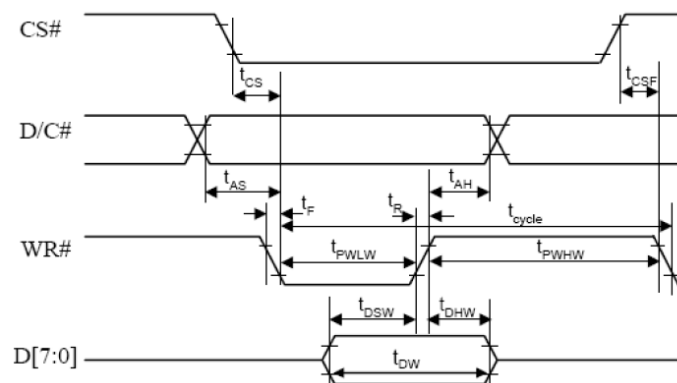 CS#
t_CS
t_CSF
D/C#
t_AS
t_AH
t_F
t_R
t_cycle
WR#
t_PWLW
t_PWHW
t_DSW
t_DHW
D[7:0]
t_DW